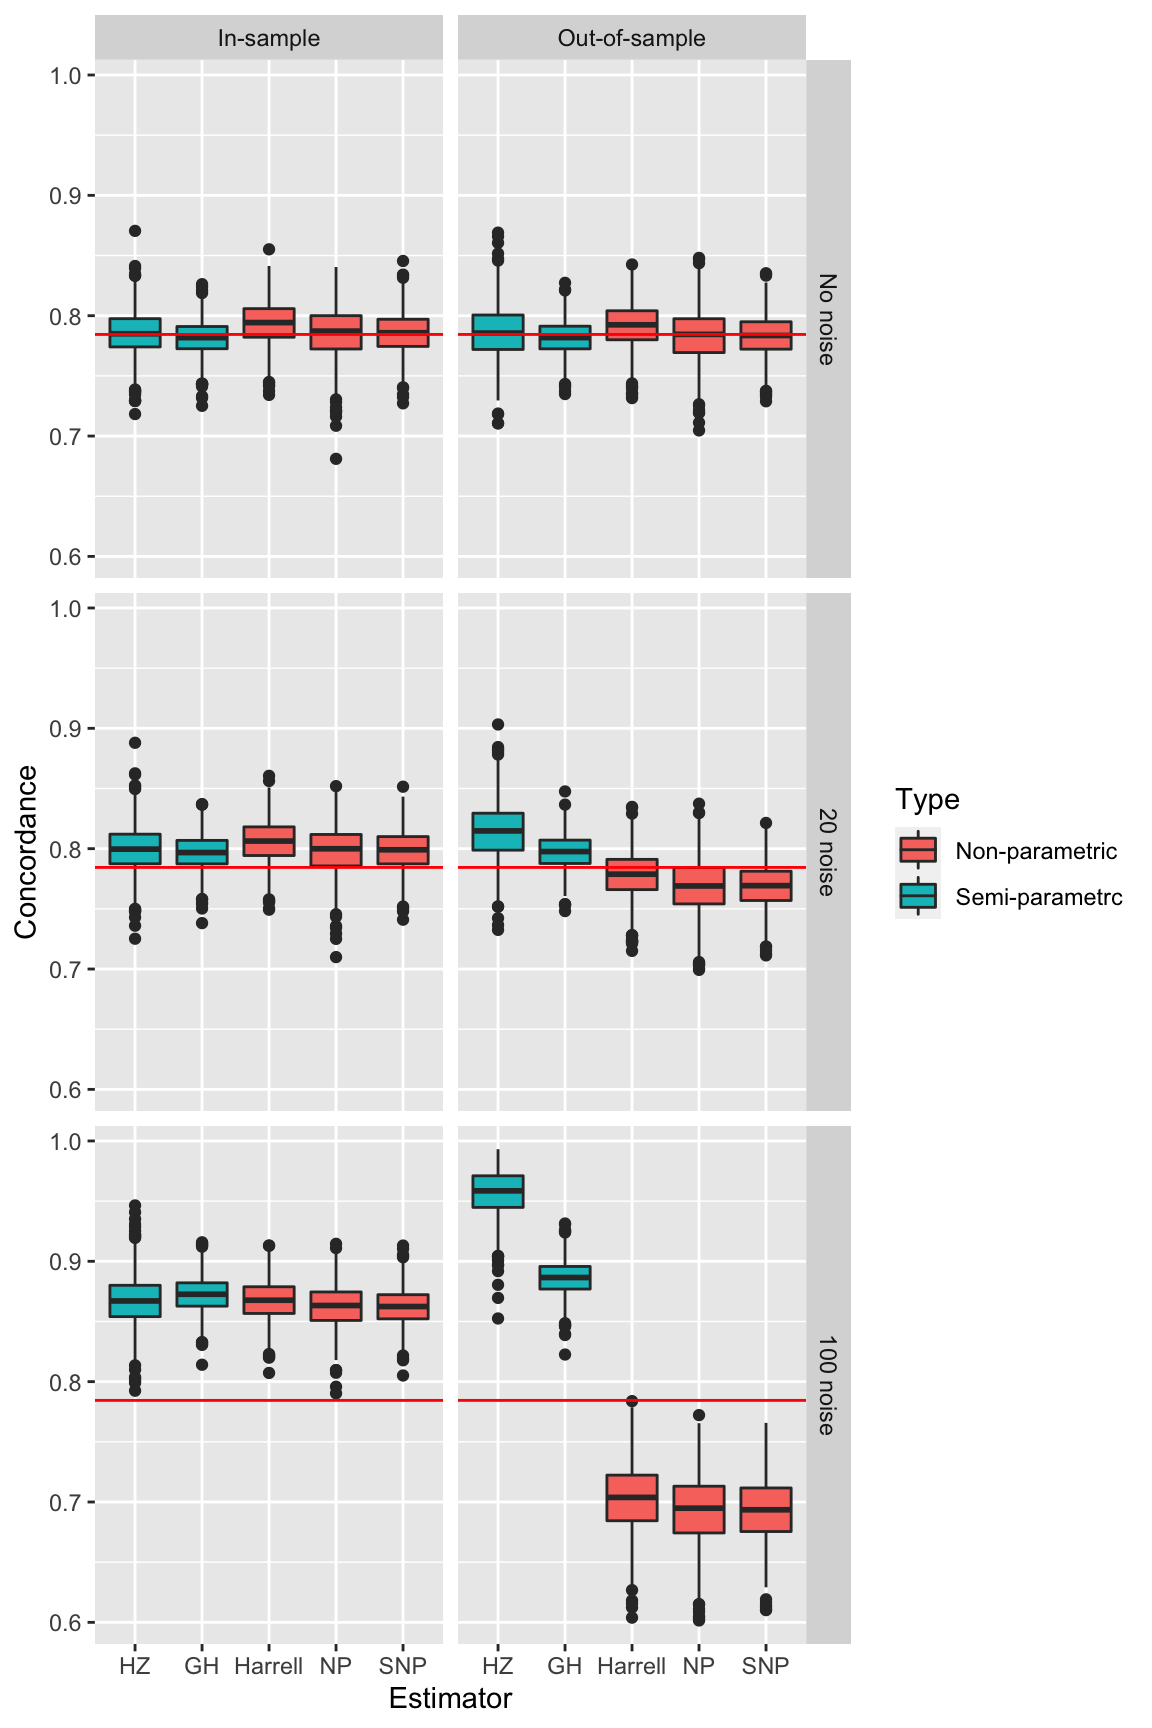 In-sample
Out-of-sample
1.0
0.9
0.8
0.7
0.6
No noise
1.0
0.9
0.8
0.7
0.6
20 noise
1.0
0.9
0.8
0.7
0.6
100 noise
Concordance
HZ GH Harrell NP SNP
HZ GH Harrell NP SNP
Estimator
Type
Non-parametric
Semi-parametrc